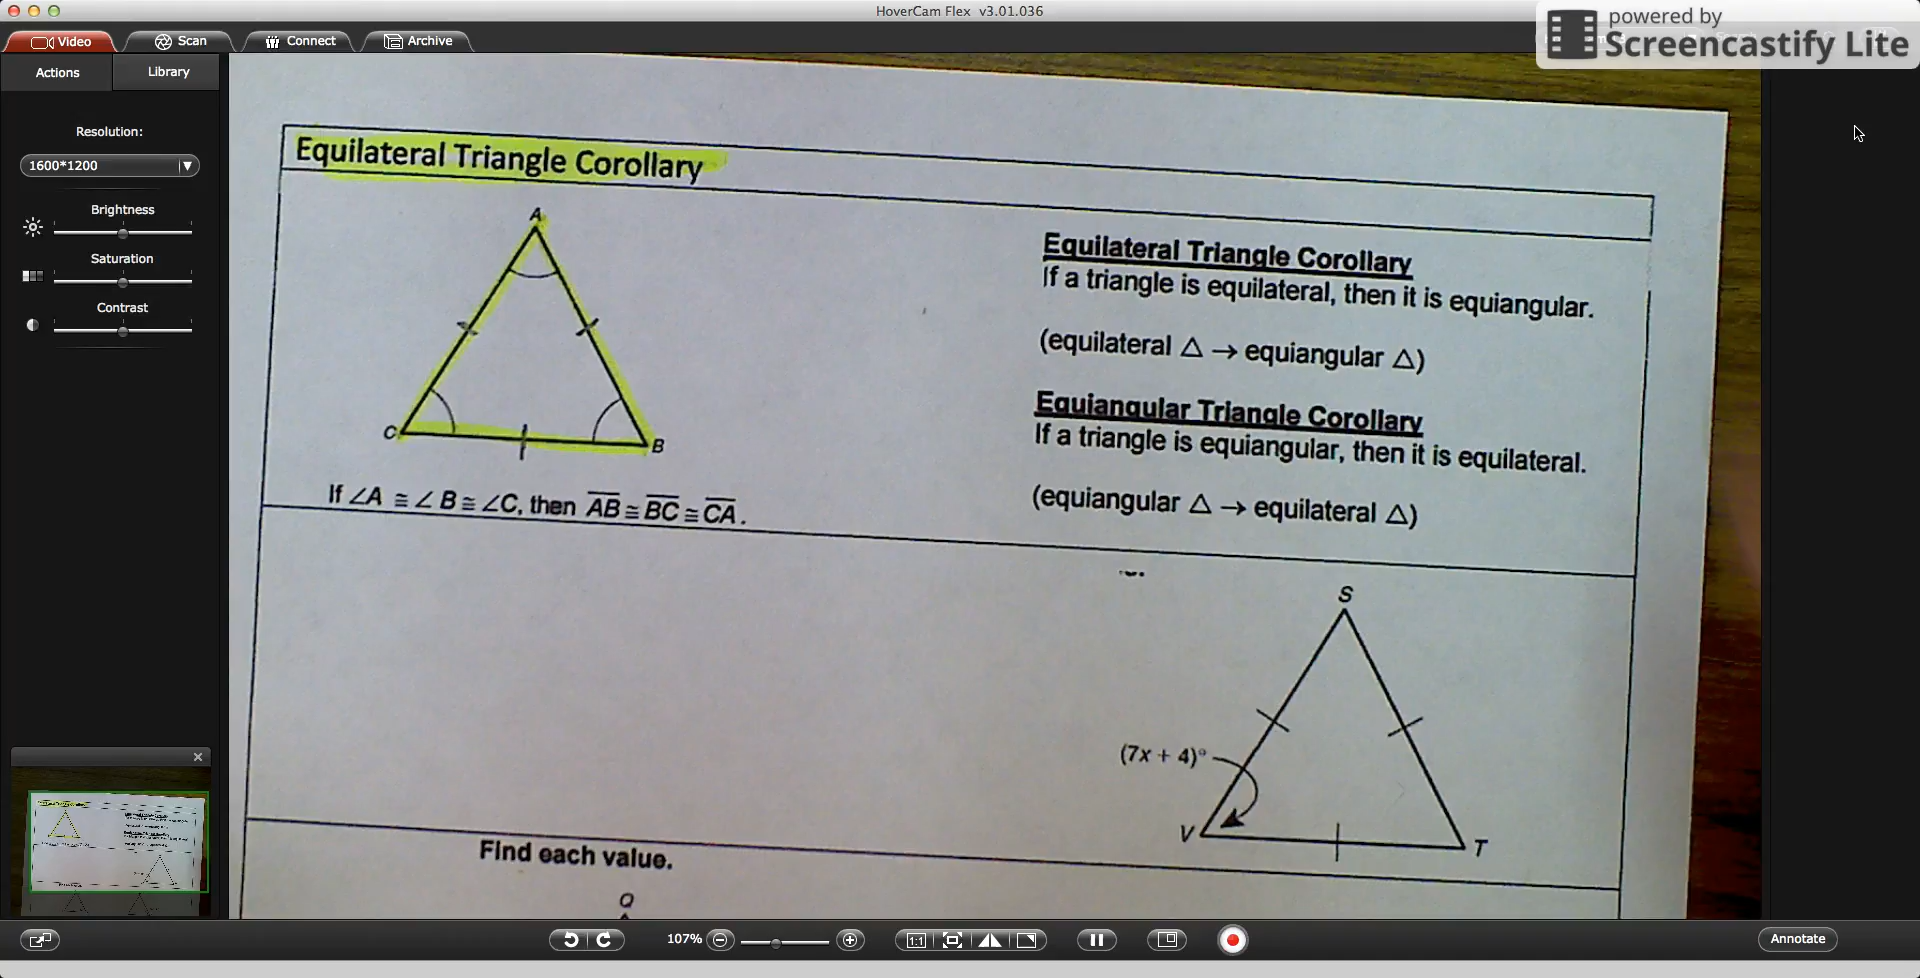 HoverCam Flex v3.01.036
powered by
Screencastify Lite
Video
Scan
Connect
Archive
Actions
Library
Resolution:
1600*1200
Brightness
Saturation
Contrast
Equilateral Triangle Corollary
A
C
B
If ∠A ≅ ∠B ≅ ∠C, then AB ≅ BC ≅ CA.
Equilateral Triangle Corollary
If a triangle is equilateral, then it is equiangular.
(equilateral △ → equiangular △)
Equiangular Triangle Corollary
If a triangle is equiangular, then it is equilateral.
(equiangular △ → equilateral △)
S
(7x + 4)°
V
T
Find each value.
Q
107%
1:1
Annotate